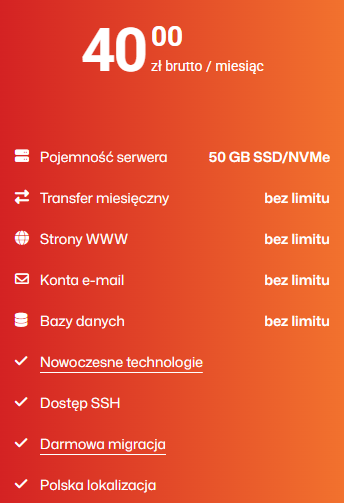 40 00
zł brutto / miesiąc
Pojemność serwera 50 GB SSD/NVMe
Transfer miesięczny bez limitu
Strony WWW bez limitu
Konta e-mail bez limitu
Bazy danych bez limitu
Nowoczesne technologie
Dostęp SSH
Darmowa migracja
Polska lokalizacja